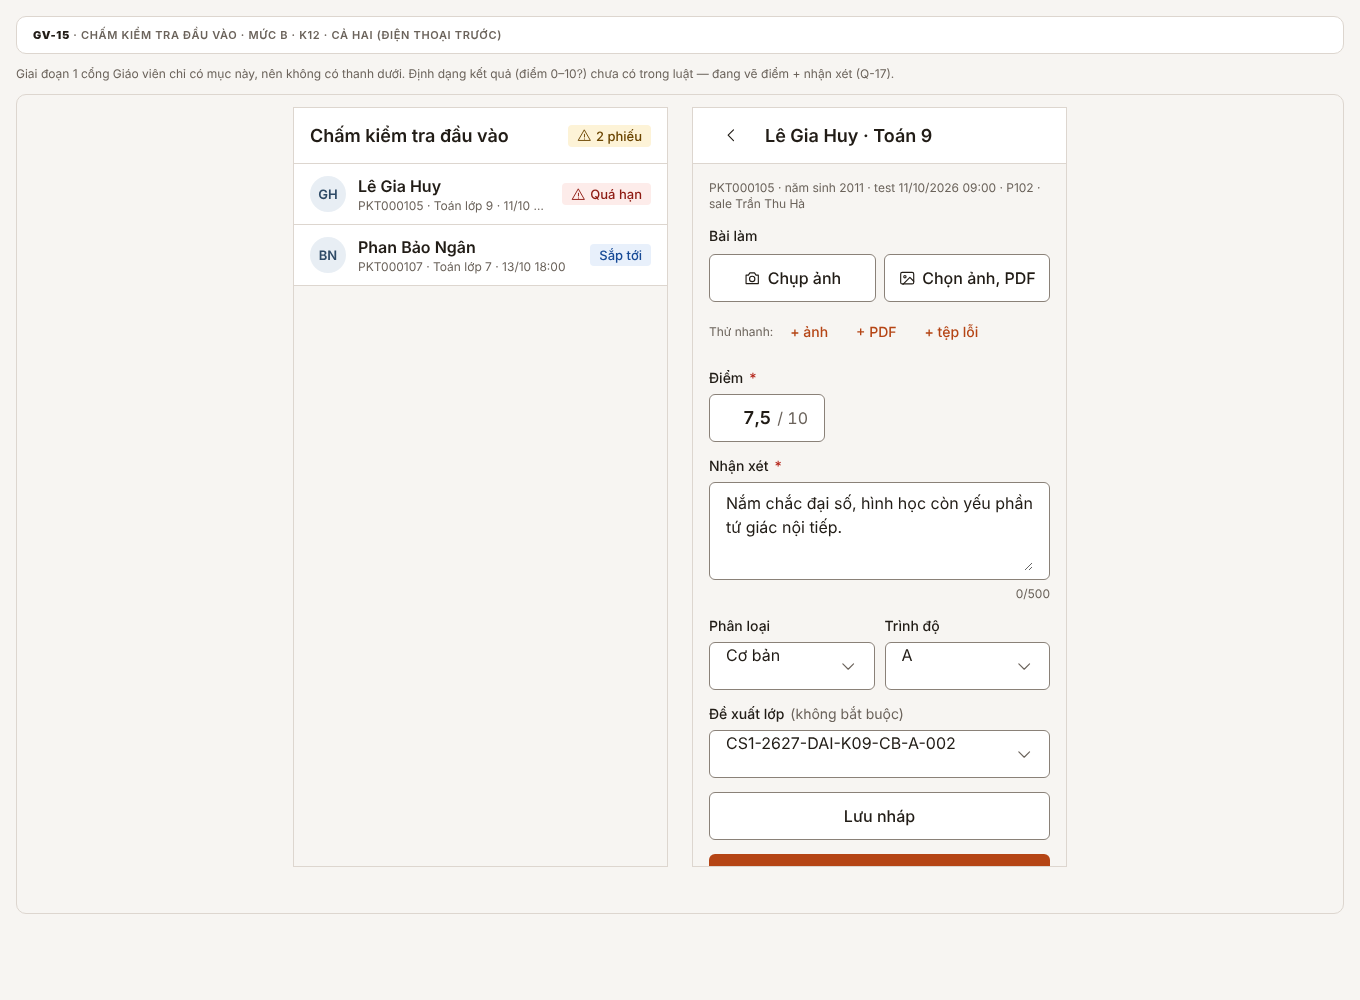 GV-15 · CHẤM KIỂM TRA ĐẦU VÀO · MỨC B · K12 · CẢ HAI (ĐIỆN THOẠI TRƯỚC)
Giai đoạn 1 cổng Giáo viên chỉ có mục này, nên không có thanh dưới. Định dạng kết quả (điểm 0–10?) chưa có trong luật — đang vẽ điểm + nhận xét (Q-17).
Chấm kiểm tra đầu vào
2 phiếu
GH
Lê Gia Huy
PKT000105 · Toán lớp 9 · 11/10 ...
Quá hạn
BN
Phan Bảo Ngân
PKT000107 · Toán lớp 7 · 13/10 18:00
Sắp tới
Lê Gia Huy · Toán 9
PKT000105 · năm sinh 2011 · test 11/10/2026 09:00 · P102 ·
sale Trần Thu Hà
Bài làm
Chụp ảnh
Chọn ảnh, PDF
Thử nhanh:
+ ảnh
+ PDF
+ tệp lỗi
Điểm *
7,5 / 10
Nhận xét *
Nắm chắc đại số, hình học còn yếu phần
tứ giác nội tiếp.
0/500
Phân loại
Trình độ
Cơ bản
A
Đề xuất lớp (không bắt buộc)
CS1-2627-DAI-K09-CB-A-002
Lưu nháp